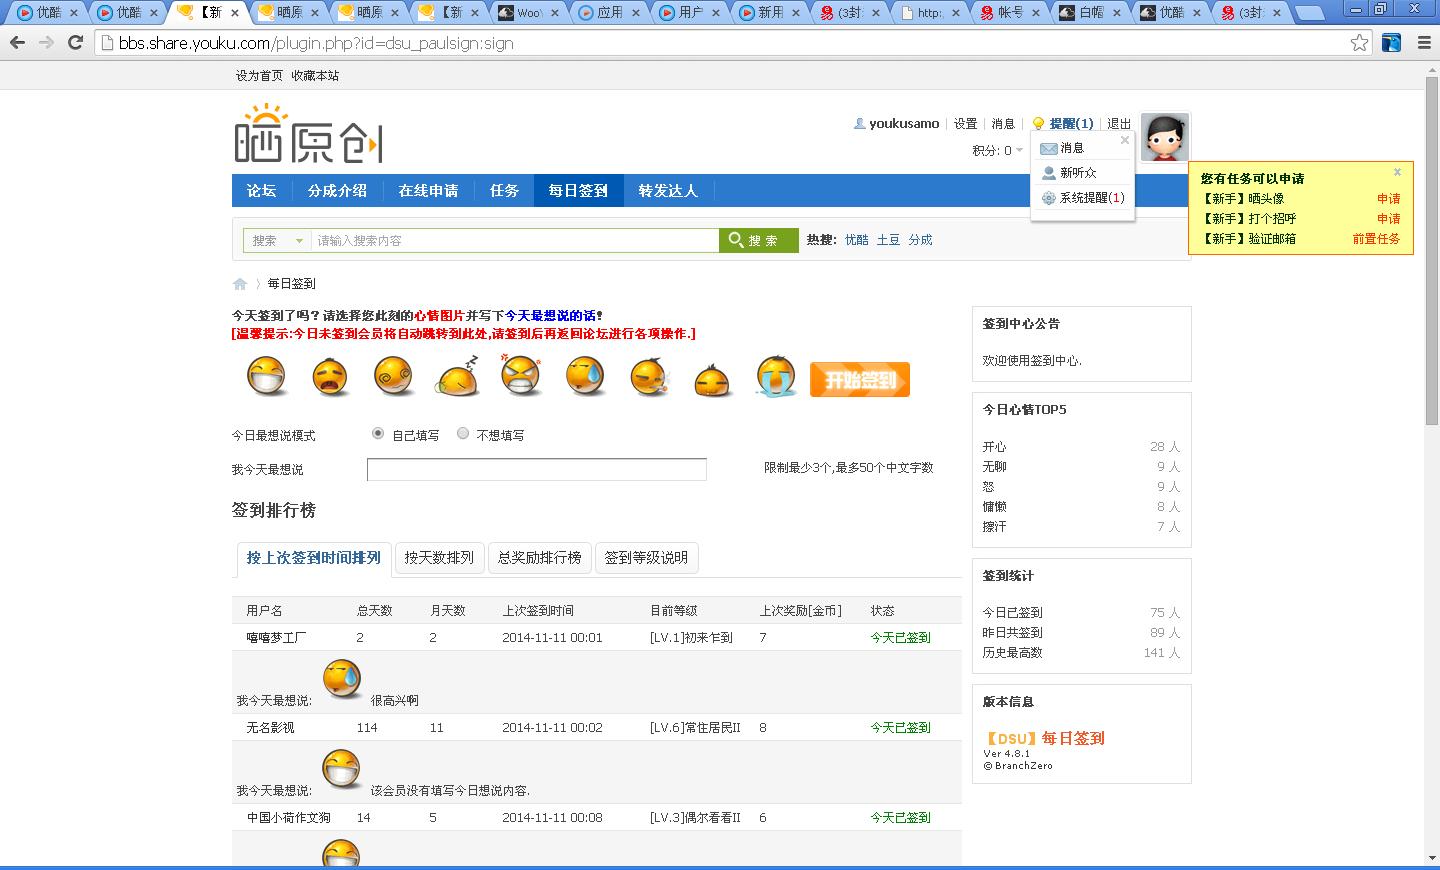 优酷
优酷
【新
晒原
晒原
【新
Woo
应用
用户
新用
(3封
http:
帐号
白帽
优酷
(3封
bbs.share.youku.com/plugin.php?id=dsu_paulsign:sign
设为首页 收藏本站
晒原创
youkusamo 设置 消息 提醒(1) 退出
积分: 0
消息
新听众
系统提醒(1)
您有任务可以申请
【新手】晒头像 申请
【新手】打个招呼 申请
【新手】验证邮箱 前置任务
论坛 分成介绍 在线申请 任务 每日签到 转发达人
搜索 请输入搜索内容 搜 索 热搜: 优酷 土豆 分成
每日签到
今天签到了吗？请选择您此刻的心情图片并写下今天最想说的话!
[温馨提示:今日未签到会员将自动跳转到此处,请签到后再返回论坛进行各项操作.]
开始签到
今日最想说模式 自己填写 不想填写
我今天最想说 限制最少3个,最多50个中文字数
签到排行榜
按上次签到时间排列 按天数排列 总奖励排行榜 签到等级说明
用户名 总天数 月天数 上次签到时间 目前等级 上次奖励[金币] 状态
嘻嘻梦工厂 2 2 2014-11-11 00:01 [LV.1]初来乍到 7 今天已签到
我今天最想说: 很高兴啊
无名影视 114 11 2014-11-11 00:02 [LV.6]常住居民II 8 今天已签到
我今天最想说: 该会员没有填写今日想说内容.
中国小荷作文狗 14 5 2014-11-11 00:08 [LV.3]偶尔看看II 6 今天已签到
签到中心公告
欢迎使用签到中心.
今日心情TOP5
开心 28 人
无聊 9 人
怒 9 人
慵懒 8 人
擦汗 7 人
签到统计
今日已签到 75 人
昨日共签到 89 人
历史最高数 141 人
版本信息
【DSU】每日签到
Ver 4.8.1
© BranchZero